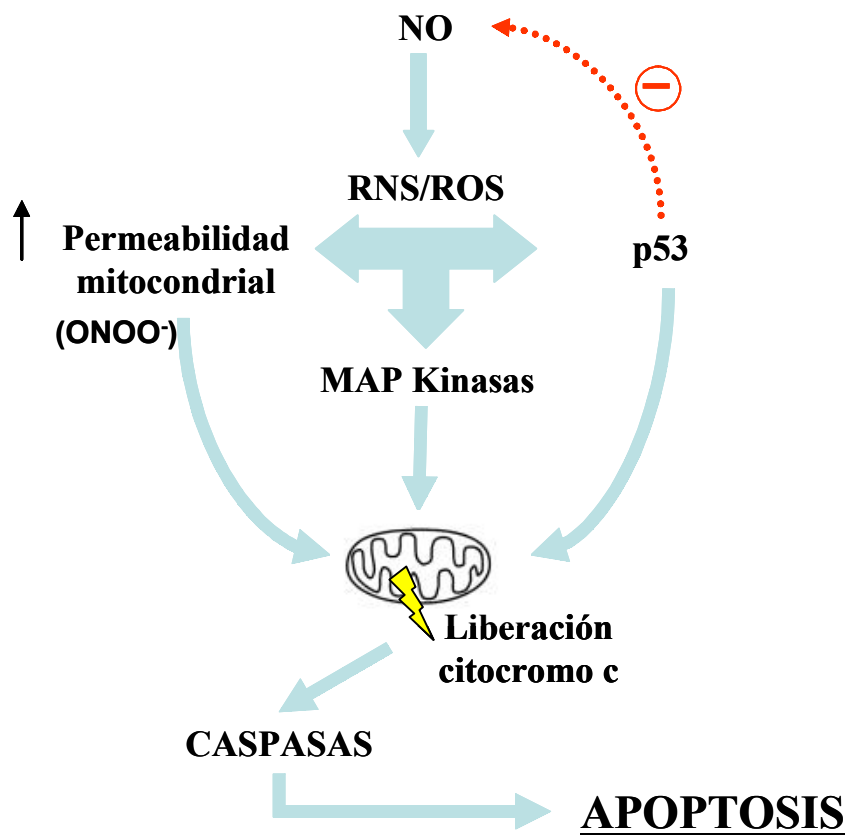 NO
RNS/ROS
Permeabilidad
mitocondrial
(ONOO-)
p53
MAP Kinasas
Liberación
citocromo c
CASPASAS
APOPTOSIS